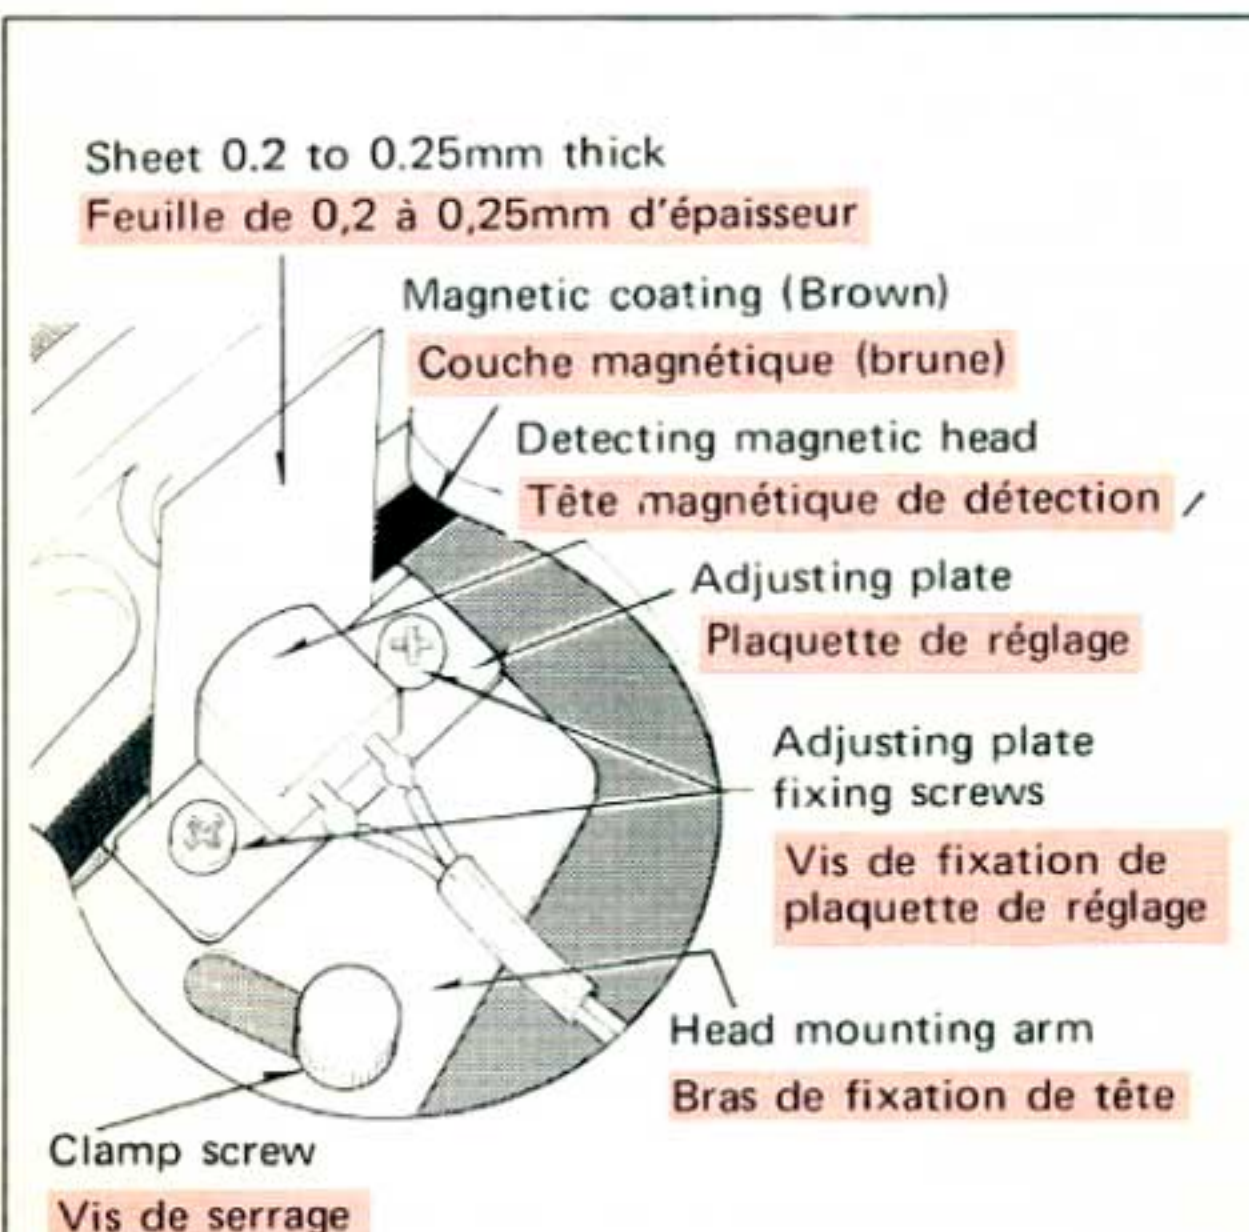 Sheet 0.2 to 0.25mm thick
Feuille de 0,2 à 0,25mm d'épaisseur
Magnetic coating (Brown)
Couche magnétique (brune)
Detecting magnetic head
Tête magnétique de détection
Adjusting plate
Plaquette de réglage
Adjusting plate
fixing screws
Vis de fixation de
plaquette de réglage
Head mounting arm
Bras de fixation de tête
Clamp screw
Vis de serrage